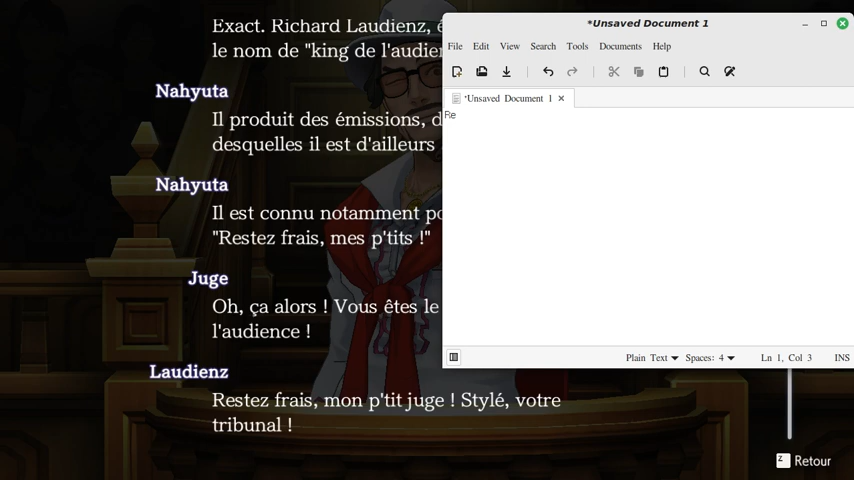 Exact. Richard Laudienz,
le nom de "king de l'audien
Nahyuta
Il produit des émissions, d
desquelles il est d'ailleurs
Nahyuta
Il est connu notamment po
"Restez frais, mes p'tits !"
Juge
Oh, ça alors ! Vous êtes le
l'audience !
Laudienz
Restez frais, mon p'tit juge ! Stylé, votre
tribunal !
Z Retour
*Unsaved Document 1
File Edit View Search Tools Documents Help
*Unsaved Document 1
Re
Plain Text Spaces: 4 Ln 1, Col 3 INS